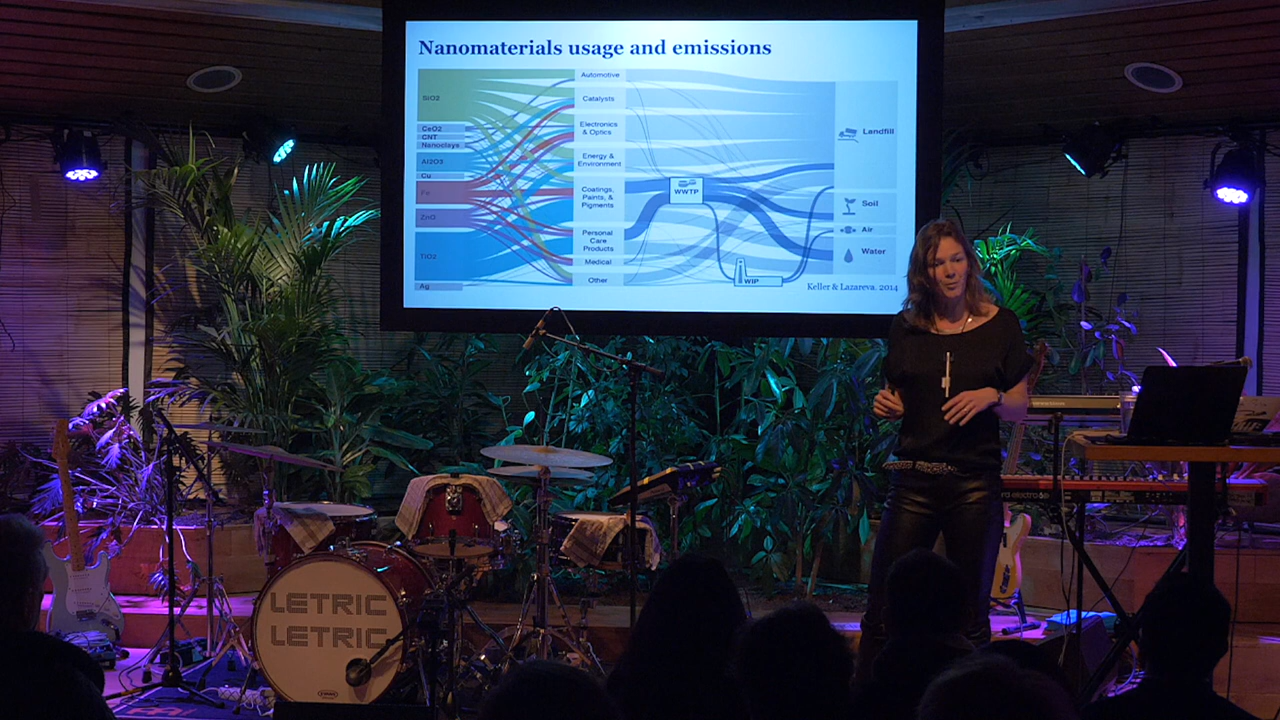 Nanomaterials usage and emissions
SiO2
CeO2
CNT
Nanoclays
Al2O3
Cu
Fe
ZnO
TiO2
Ag
Automotive
Catalysts
Electronics
& Optics
Energy &
Environment
Coatings,
Paints, &
Pigments
Personal
Care
Products
Medical
Other
WWTP
WIP
Landfill
Soil
Air
Water
Keller & Lazareva, 2014
LETRIC
LETRIC